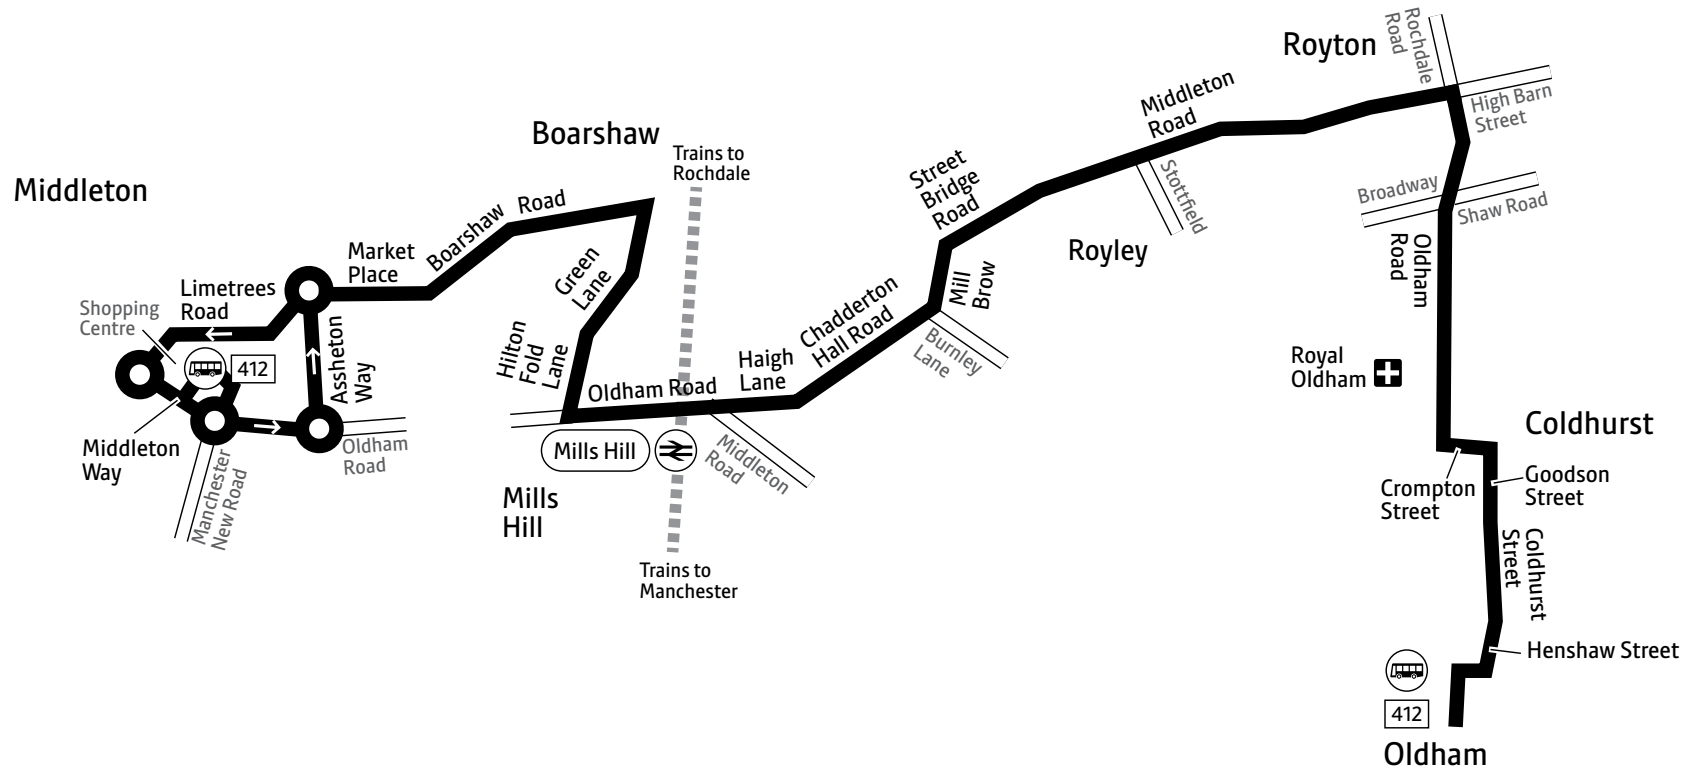 Middleton
Shopping
Centre
Limetrees
Road
412
Middleton
Way
Manchester
New Road
Assheton
Way
Oldham
Road
Market
Place
Boarshaw
Road
Boarshaw
Trains to
Rochdale
Green
Lane
Hilton
Fold
Lane
Oldham Road
Mills Hill
Mills
Hill
Trains to
Manchester
Middleton
Road
Haigh
Lane
Chadderton
Hall Road
Burnley
Lane
Mill
Brow
Street
Bridge
Road
Royley
Middleton
Road
Stottfield
Royton
Rochdale
Road
High Barn
Street
Broadway
Shaw Road
Oldham
Road
Royal
Oldham
Coldhurst
Crompton
Street
Goodson
Street
Coldhurst
Street
Henshaw Street
412
Oldham